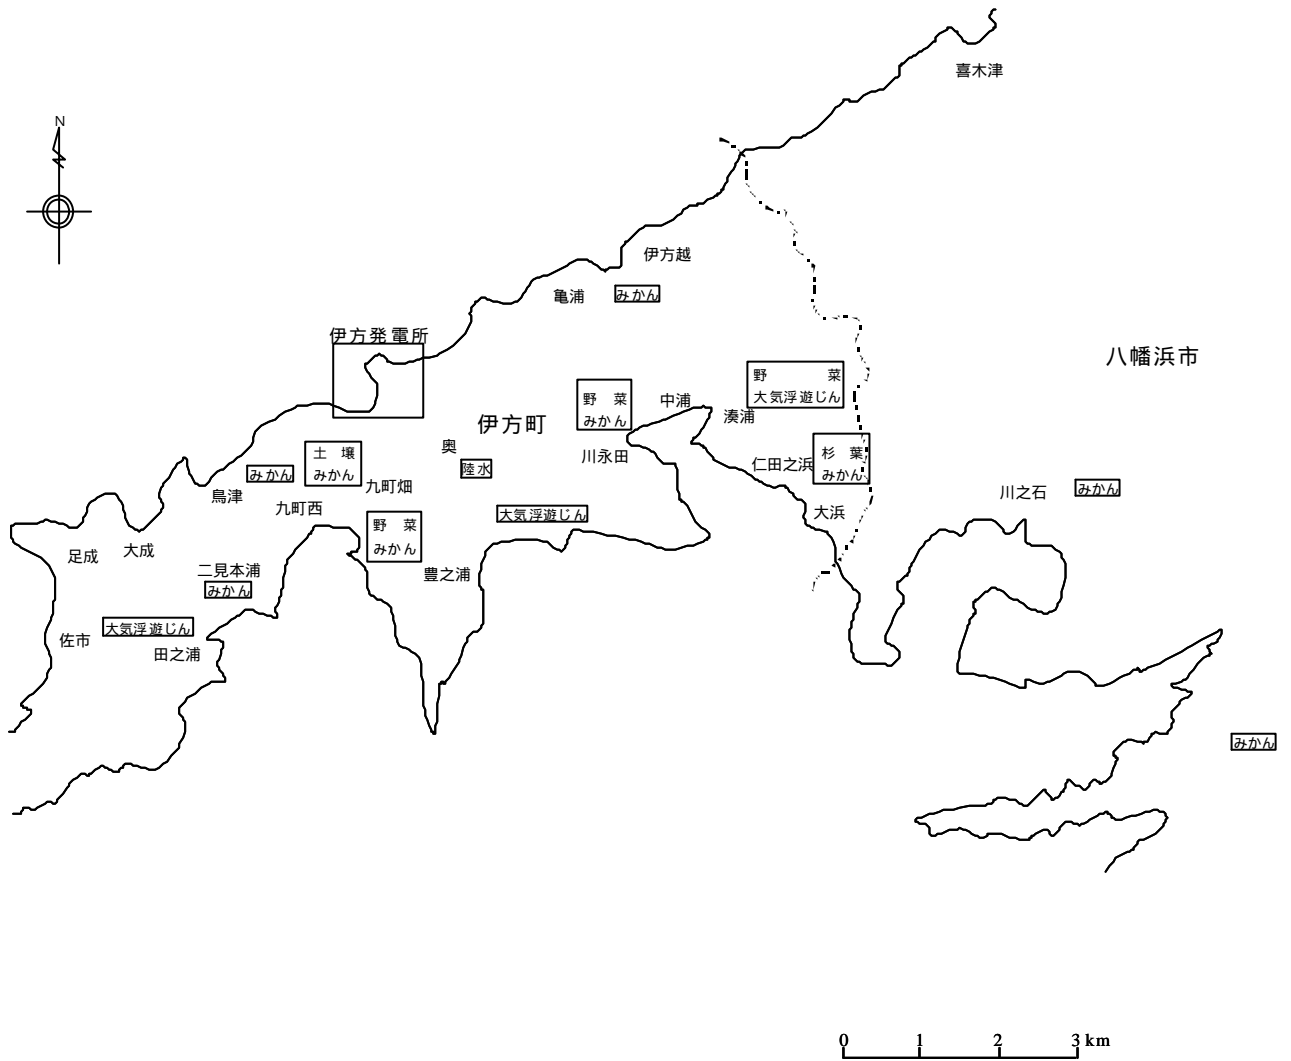 喜木津
N
伊方越
亀浦
みかん
伊方発電所
八幡浜市
野 菜
大気浮遊じん
野 菜
みかん
中浦
湊浦
伊方町
奥
陸水
川永田
土 壌
みかん
杉 葉
みかん
仁田之浜
みかん
鳥津
九町畑
九町西
川之石
みかん
大浜
大気浮遊じん
野 菜
みかん
足成
大成
二見本浦
みかん
豊之浦
大気浮遊じん
佐市
田之浦
みかん
0 1 2 3 km